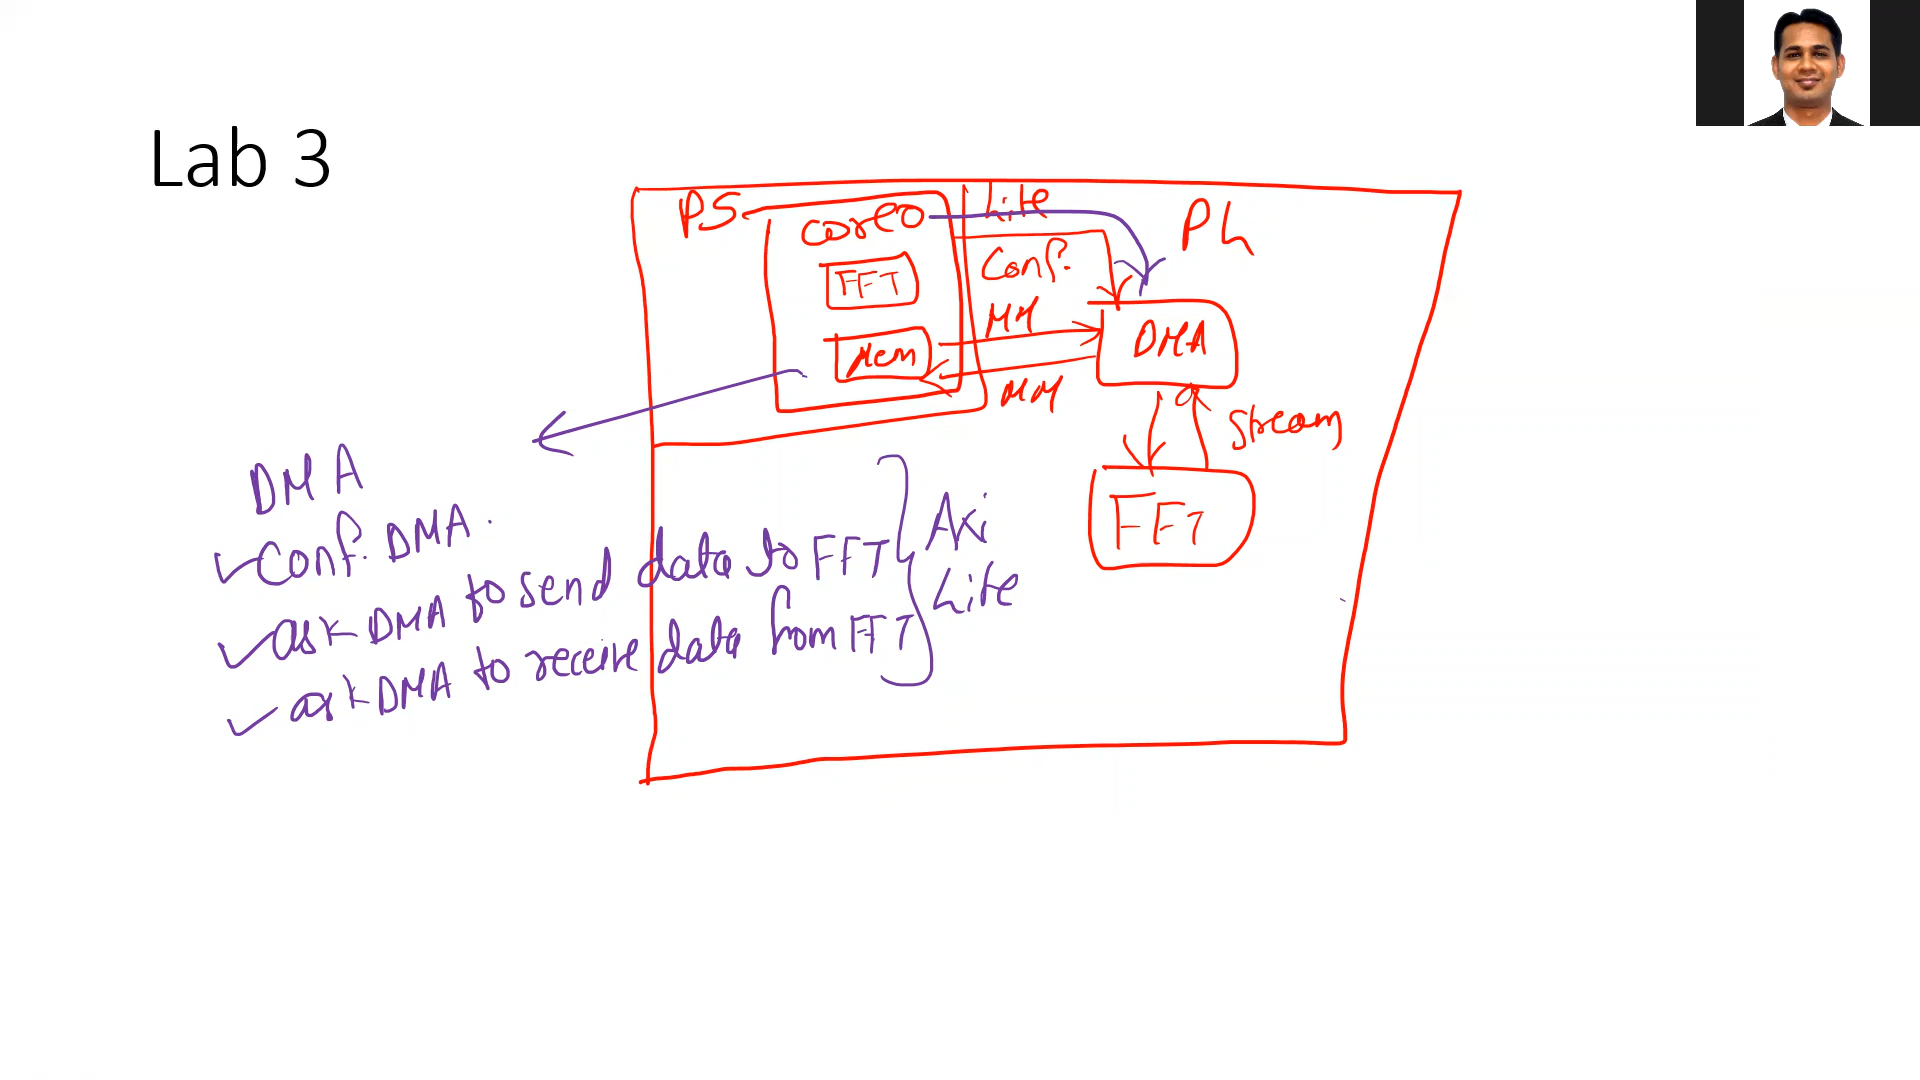 Lab 3
PS
core0
Lite
PL
FFT
Conf.
Mem
MM
DMA
MM
Stream
FFT
DMA
Conf. DMA.
ask DMA to send data to FFT
ask DMA to receive data from FFT
Axi
Lite